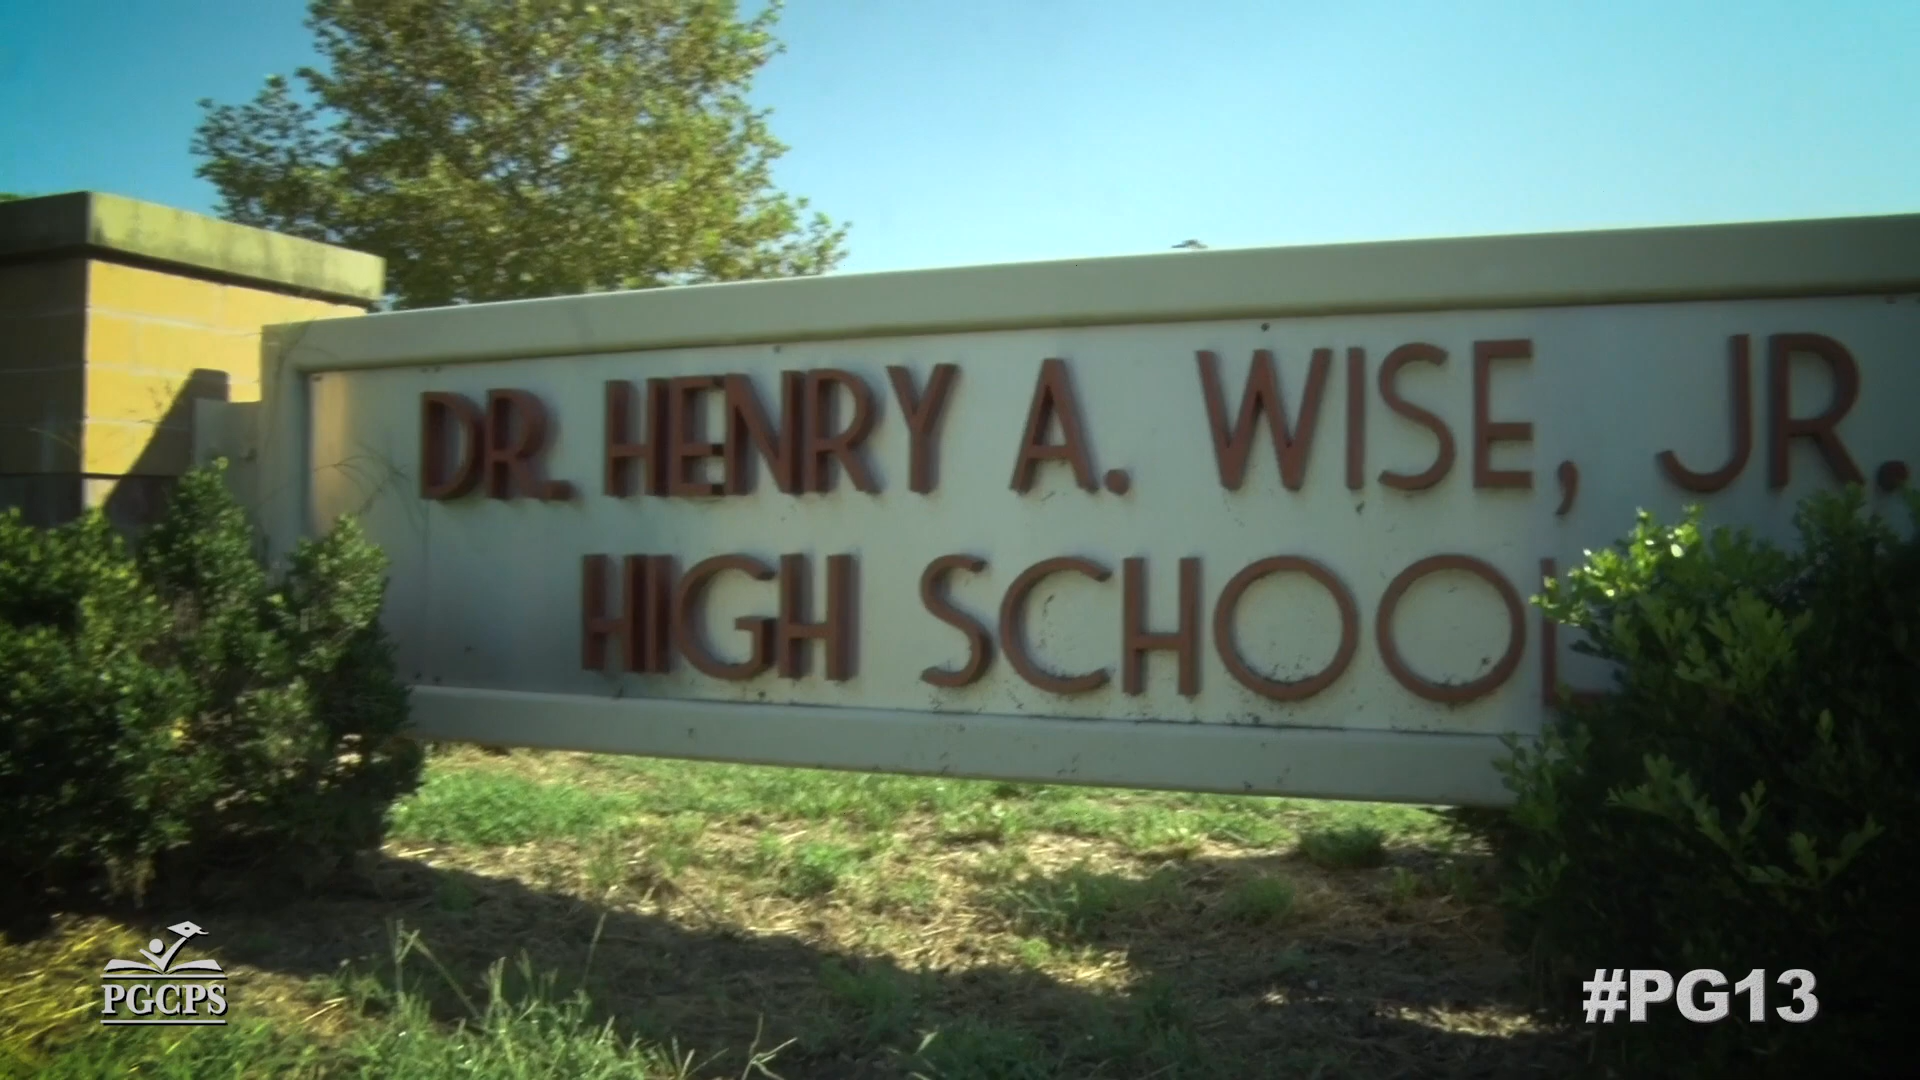 DR. HENRY A. WISE, JR.
HIGH SCHOOL
PGCPS
#PG13